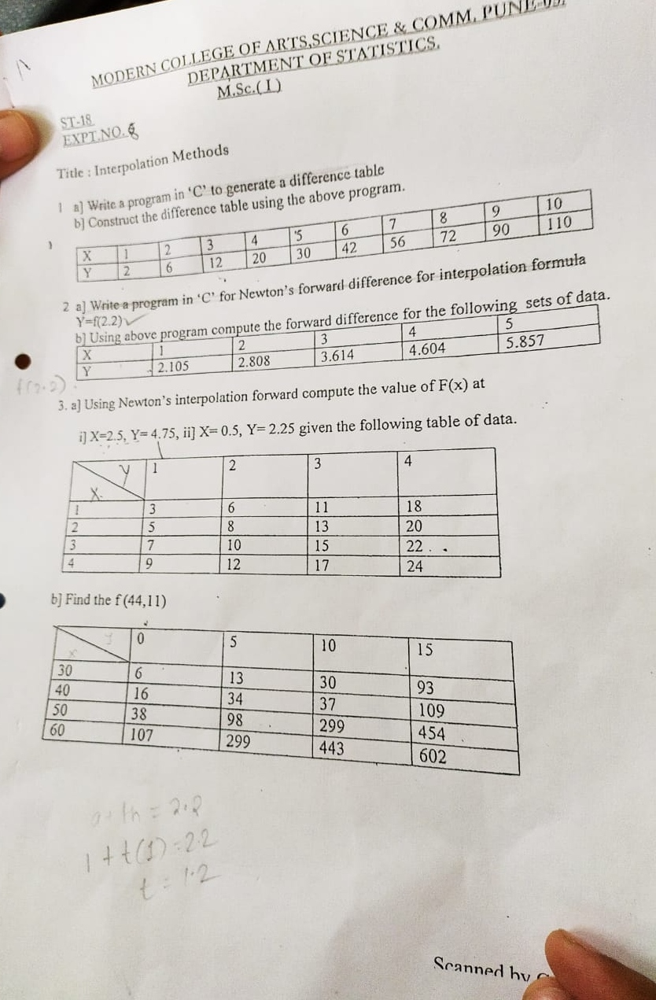 MODERN COLLEGE OF ARTS,SCIENCE & COMM, PUNE
DEPARTMENT OF STATISTICS.
M.Sc.(I)
ST-18
EXPT.NO.
Title : Interpolation Methods
1 a] Write a program in 'C' to generate a difference table
b] Construct the difference table using the above program.
X 1 2 3 4 5 6 7 8 9 10
Y 2 6 12 20 30 42 56 72 90 110
2 a] Write a program in 'C' for Newton's forward difference for interpolation formula
Y=f(2.2)
b] Using above program compute the forward difference for the following sets of data.
X 1 2 3 4 5
Y 2.105 2.808 3.614 4.604 5.857
f(2.2)
3. a] Using Newton's interpolation forward compute the value of F(x) at
i] X=2.5, Y= 4.75, ii] X= 0.5, Y= 2.25 given the following table of data.
Y 1 2 3 4
X
1 3 6 11 18
2 5 8 13 20
3 7 10 15 22
4 9 12 17 24
b] Find the f(44,11)
y 0 5 10 15
x
30 6 13 30 93
40 16 34 37 109
50 38 98 299 454
60 107 299 443 602
a+th = 2.2
1+t(1)=2.2
t = 1.2
Scanned by